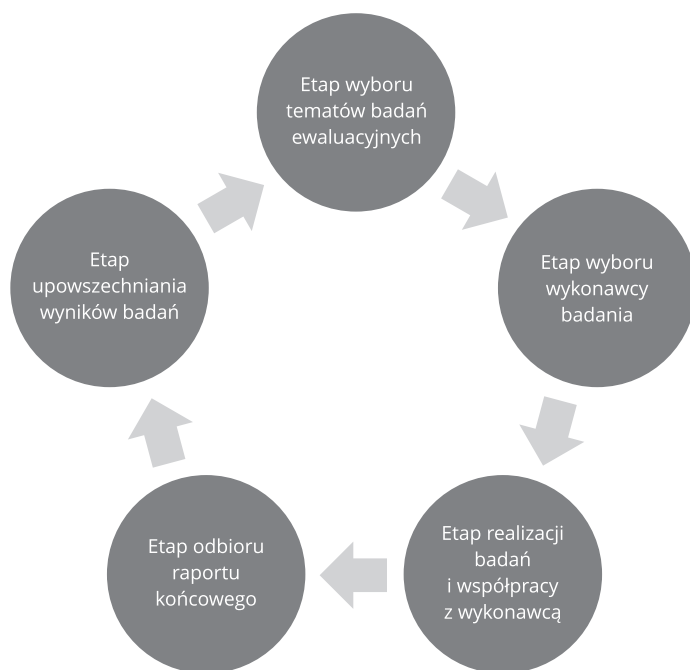 Etap wyboru
tematów badań
ewaluacyjnych
Etap wyboru
wykonawcy
badania
Etap realizacji
badań
i współpracy
z wykonawcą
Etap odbioru
raportu
końcowego
Etap
upowszechniania
wyników badań